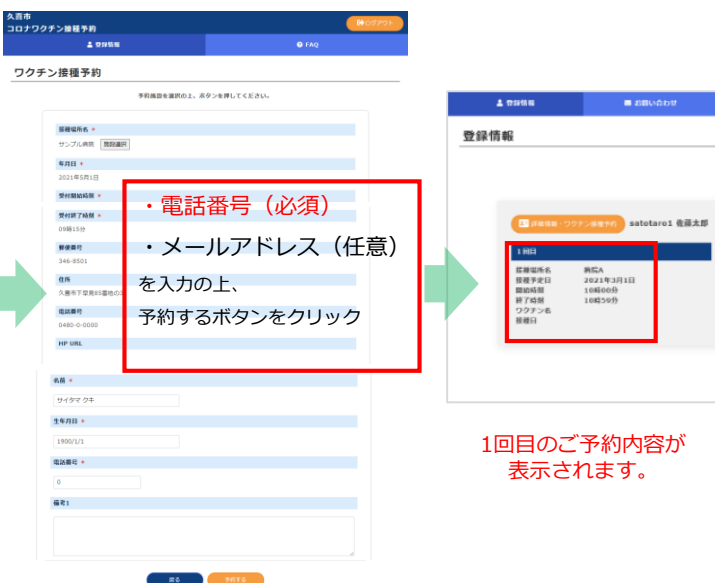 久喜市
コロナワクチン接種予約
ログアウト
登録情報
FAQ
ワクチン接種予約
予約施設を選択の上、ボタンを押してください。
接種場所名 *
サンプル病院 施設選択
年月日 *
2021年5月1日
受付開始時刻 *
受付終了時刻 *
09時15分
郵便番号
346-8501
住所
久喜市下早見85番地の3
電話番号
0480-0-0000
HP URL
・電話番号（必須）
・メールアドレス（任意）
を入力の上、
予約するボタンをクリック
名前 *
サイタマ クキ
生年月日 *
1900/1/1
電話番号 *
0
備考1
戻る
予約する
登録情報
お問い合わせ
登録情報
詳細情報・ワクチン接種予約 satotaro1 佐藤太郎
1回目
接種場所名 病院A
接種予定日 2021年3月1日
開始時刻 10時00分
終了時刻 10時59分
ワクチン名
接種日
1回目のご予約内容が
表示されます。